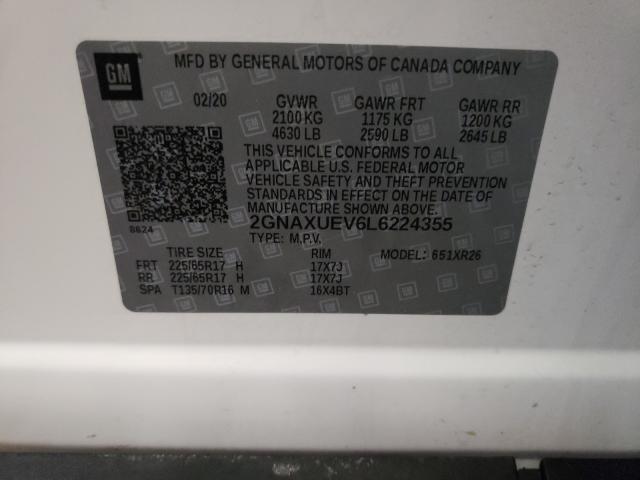 GM
MFD BY GENERAL MOTORS OF CANADA COMPANY
02/20 GVWR GAWR FRT GAWR RR
2100 KG 1175 KG 1200 KG
4630 LB 2590 LB 2645 LB
THIS VEHICLE CONFORMS TO ALL
APPLICABLE U.S. FEDERAL MOTOR
VEHICLE SAFETY AND THEFT PREVENTION
STANDARDS IN EFFECT ON THE DATE OF
MANUFACTURE SHOWN ABOVE.
8624
2GNAXUEV6L6224355
TYPE: M.P.V. MODEL: 651XR26
TIRE SIZE RIM
FRT 225/65R17 H 17X7J
RR 225/65R17 H 17X7J
SPA T135/70R16 M 16X4BT